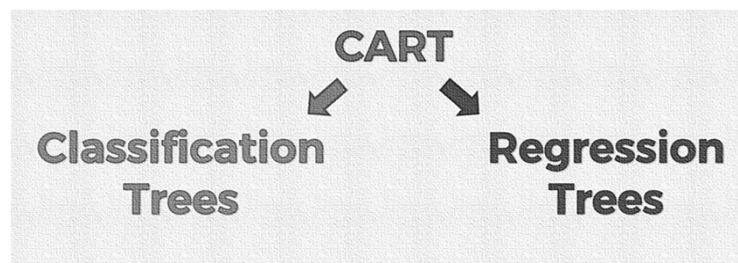 CART
Classification
Trees
Regression
Trees